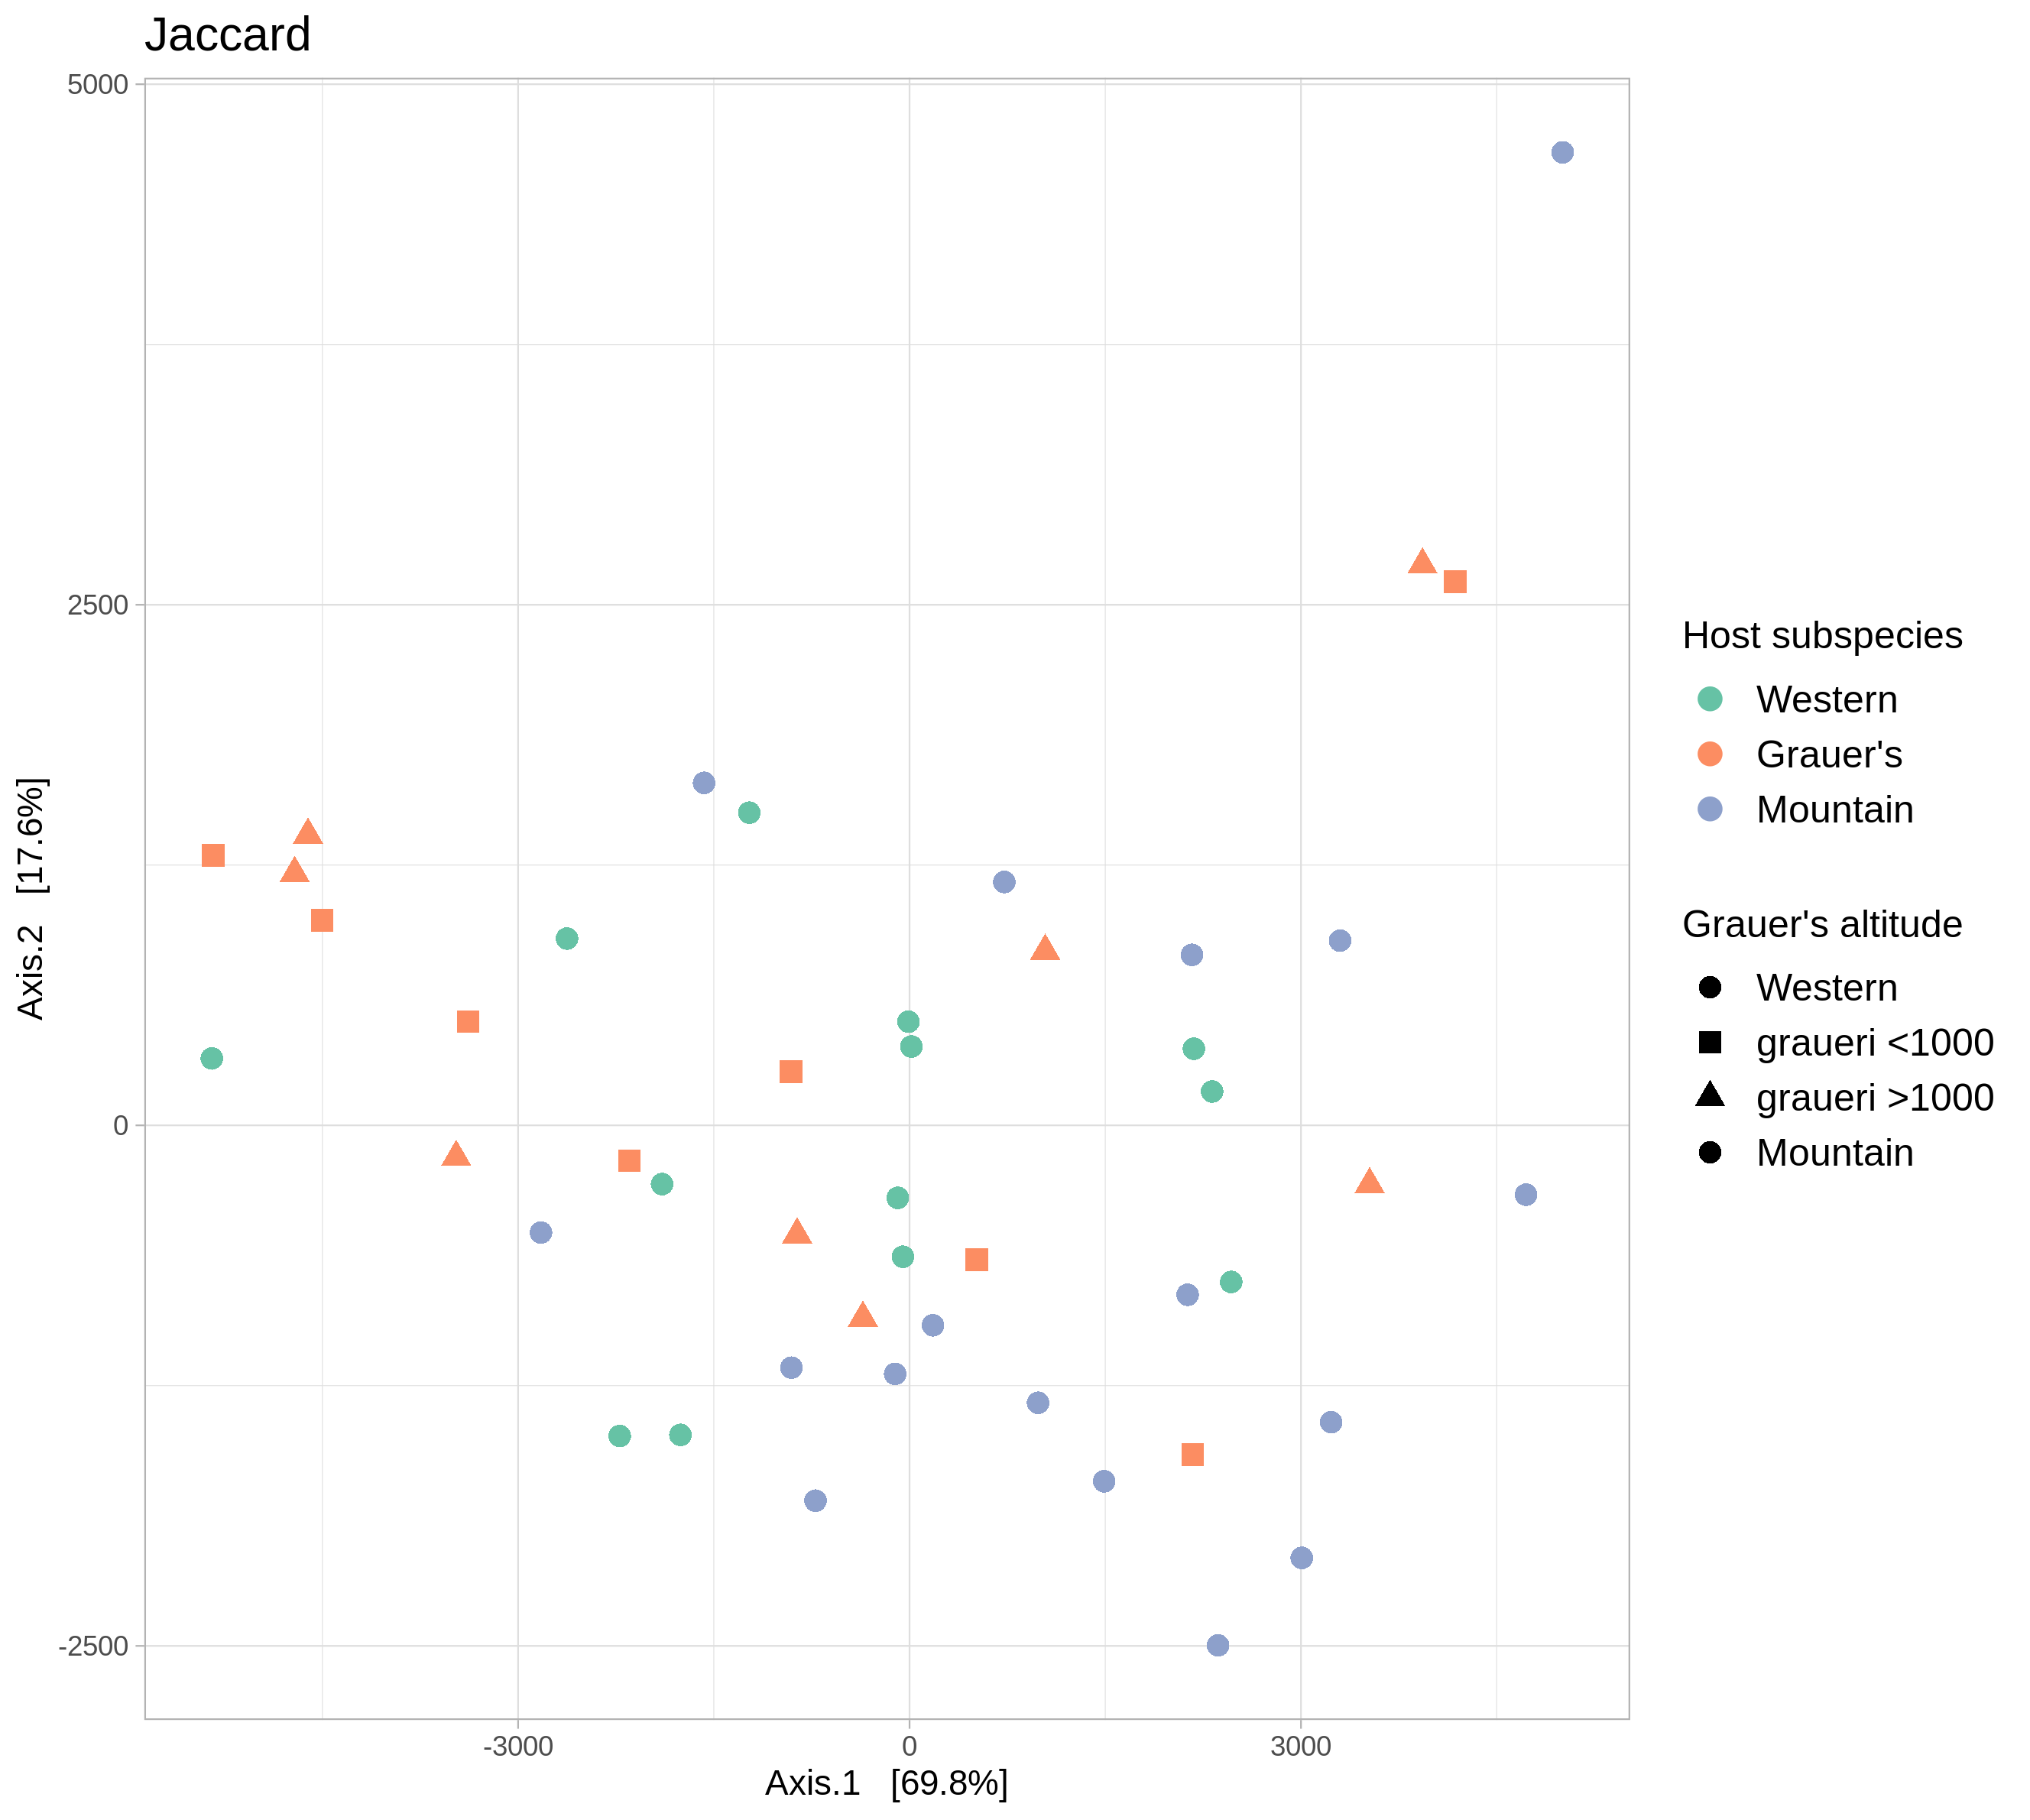 Jaccard
5000
2500
0
-2500
Axis.2 [17.6%]
-3000
0
3000
Axis.1 [69.8%]
Host subspecies
Western
Grauer's
Mountain
Grauer's altitude
Western
graueri <1000
graueri >1000
Mountain